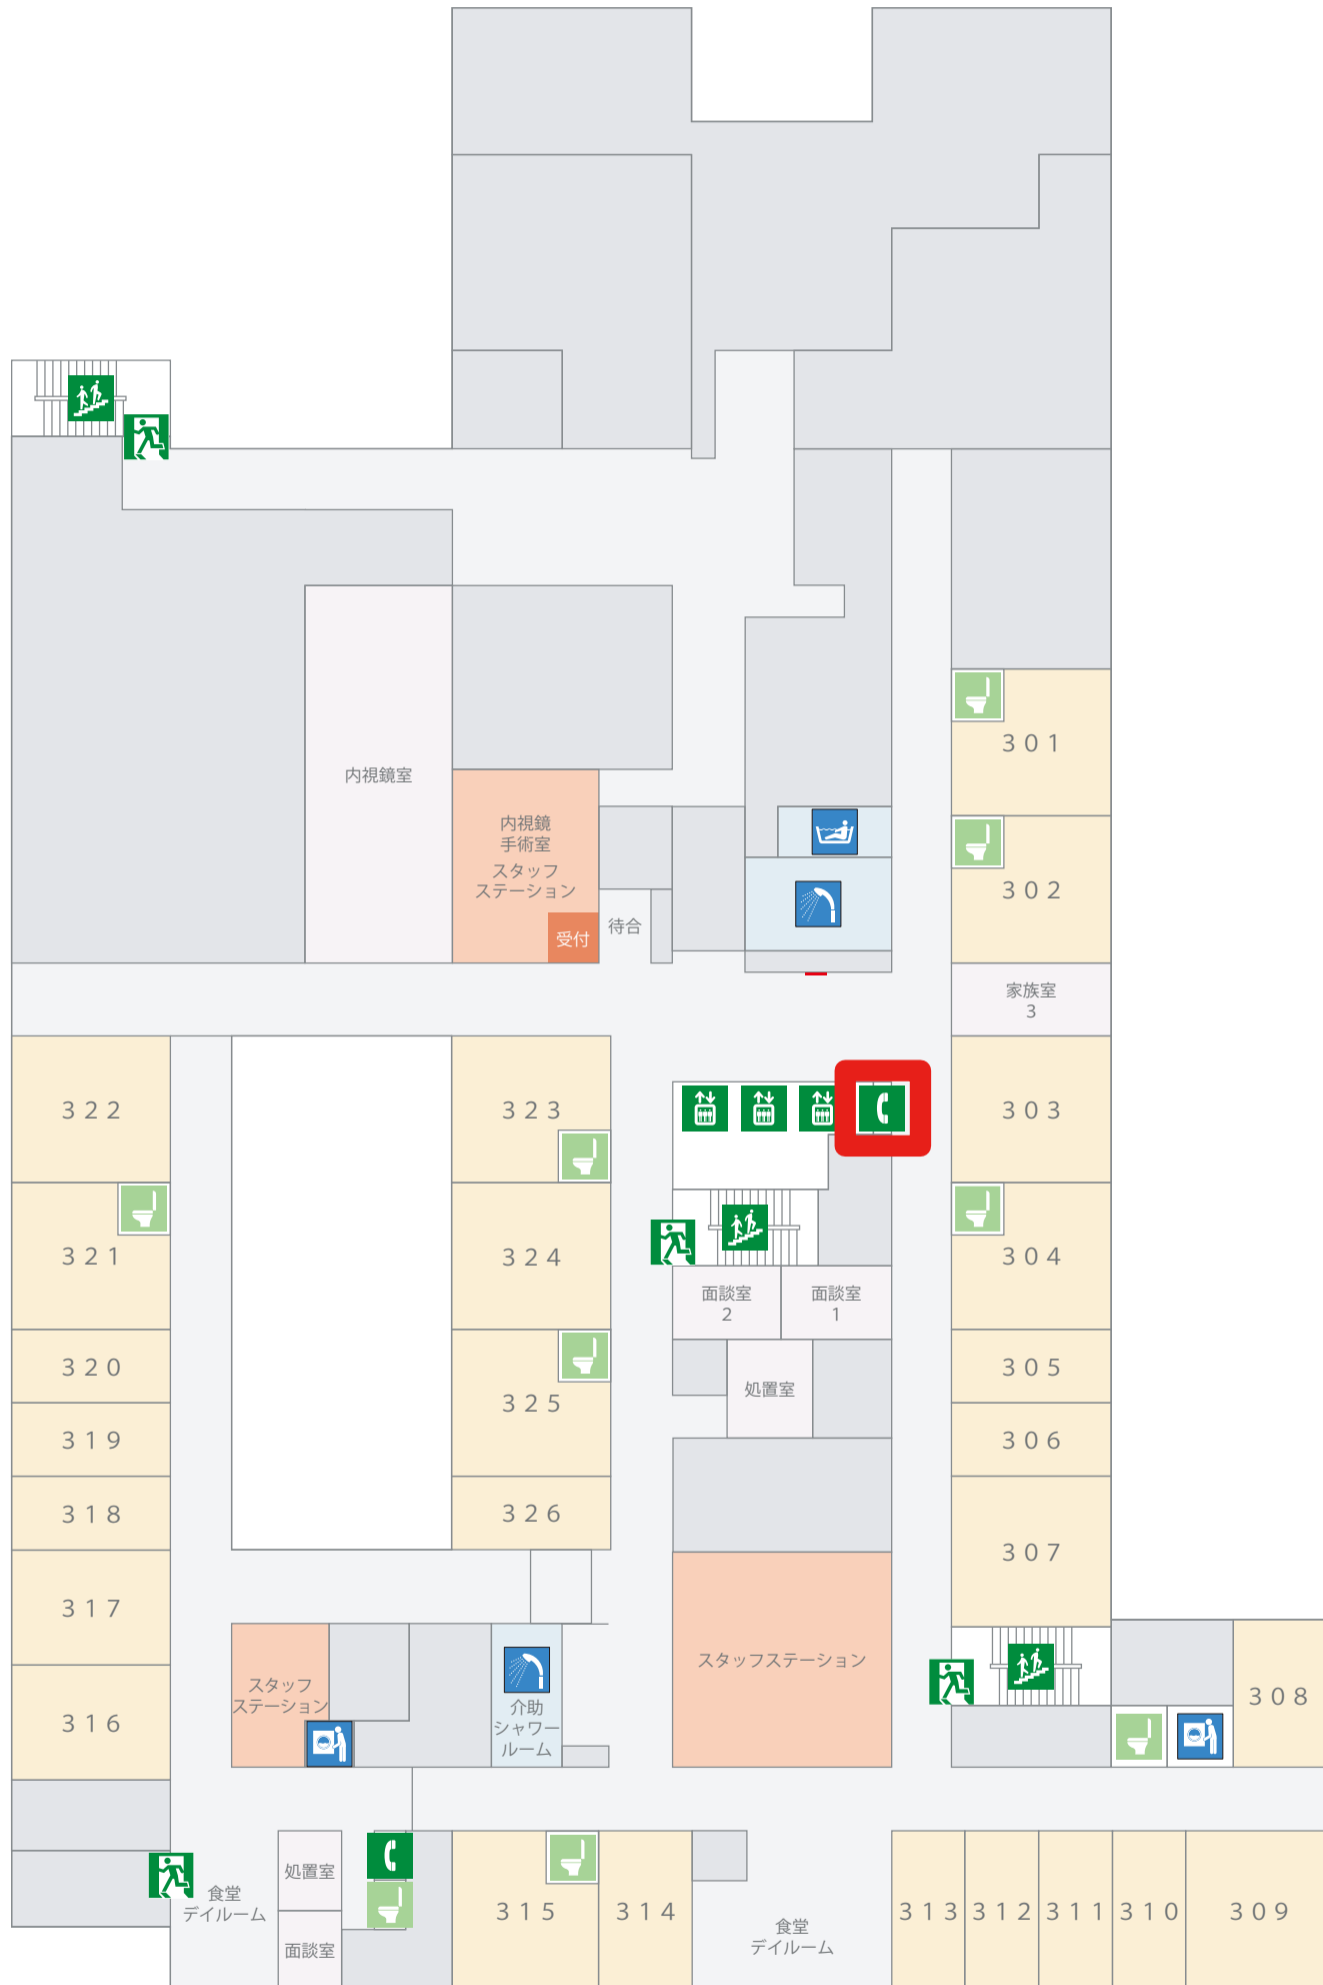 ３０１
内視鏡室
内視鏡
手術室
スタッフ
ステーション
３０２
受付
待合
家族室
3
３２２
３２３
３０３
３２１
３２４
３０４
面談室
2
面談室
1
３２０
３０５
処置室
３２５
３１９
３０６
３１８
３２６
３０７
３１７
スタッフステーション
スタッフ
ステーション
３０８
３１６
介助
シャワー
ルーム
処置室
食堂
デイルーム
３１５
３１４
３１３
３１２
３１１
３１０
３０９
食堂
デイルーム
面談室